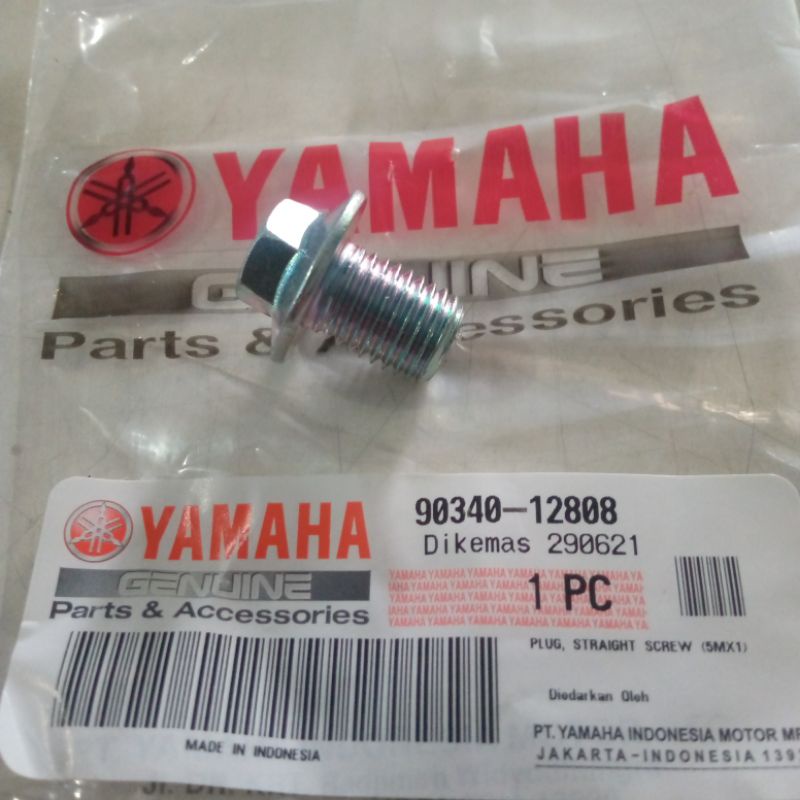 YAMAHA
GENUINE
Parts & Accessories
YAMAHA
GENUINE
Parts & Accessories
90340-12808
Dikemas 290621
1 PC
PLUG, STRAIGHT SCREW (5MX1)
Diedarkan Oleh
PT. YAMAHA INDONESIA MOTOR
JAKARTA-INDONESIA
MADE IN INDONESIA